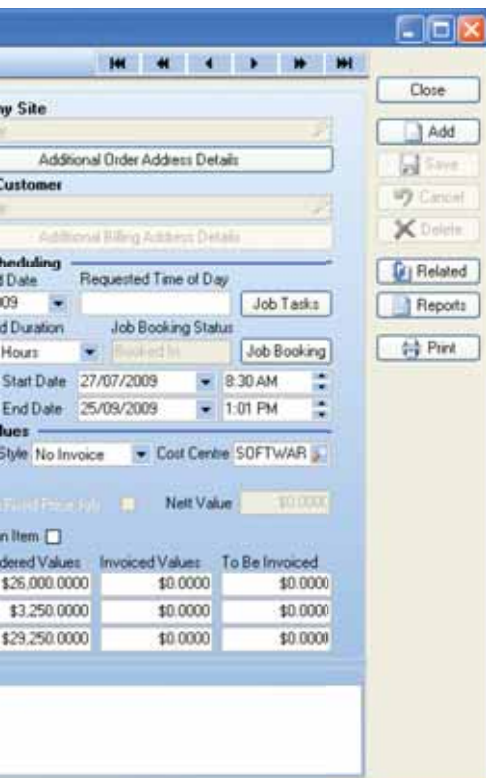 Close
ny Site
Add
Additional Order Address Details
Save
Customer
Cancel
Additional Billing Address Details
Delete
heduling
d Date Requested Time of Day
Related
009 Job Tasks
Reports
d Duration Job Booking Status
Hours Booked In Job Booking
Print
Start Date 27/07/2009 8:30 AM
End Date 25/09/2009 1:01 PM
lues
Style No Invoice Cost Centre SOFTWAR
Fixed Price Job Nett Value $0.0000
n Item
dered Values Invoiced Values To Be Invoiced
$26,000.0000 $0.0000 $0.0000
$3,250.0000 $0.0000 $0.0000
$29,250.0000 $0.0000 $0.0000